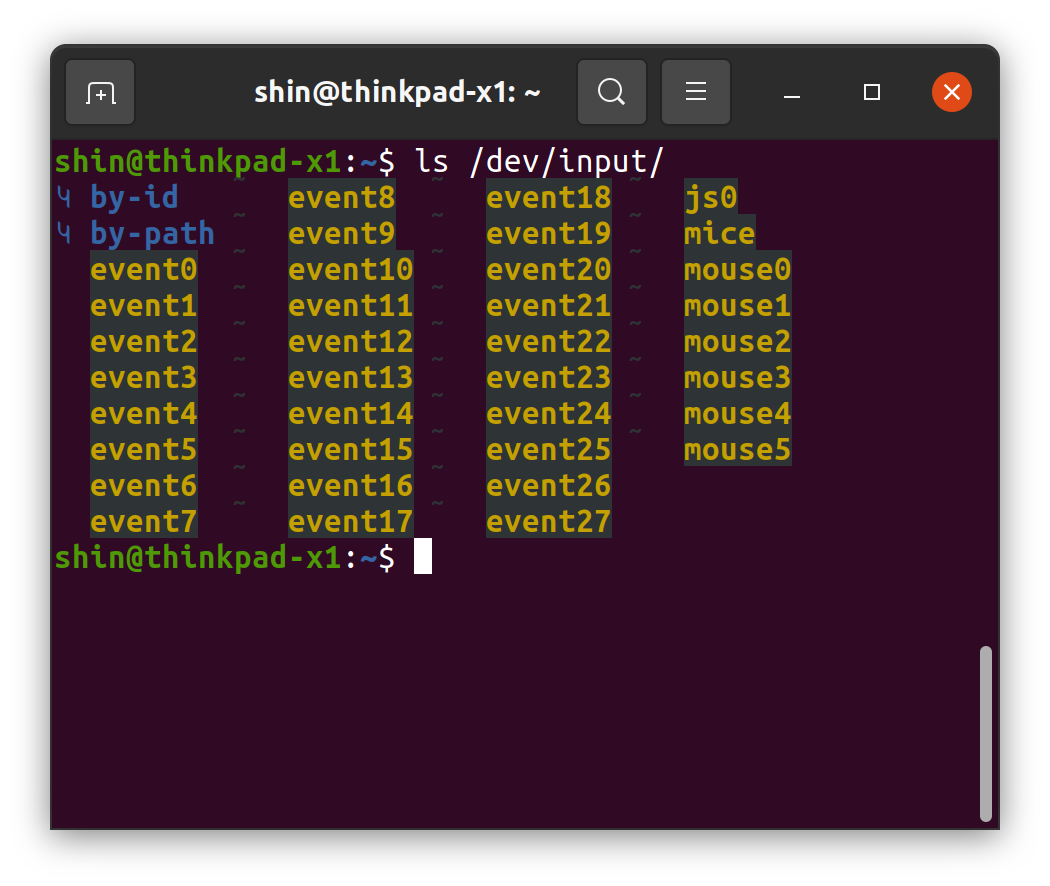 shin@thinkpad-x1: ~
shin@thinkpad-x1:~$ ls /dev/input/
by-id event8 event18 js0
by-path event9 event19 mice
event0 event10 event20 mouse0
event1 event11 event21 mouse1
event2 event12 event22 mouse2
event3 event13 event23 mouse3
event4 event14 event24 mouse4
event5 event15 event25 mouse5
event6 event16 event26
event7 event17 event27
shin@thinkpad-x1:~$